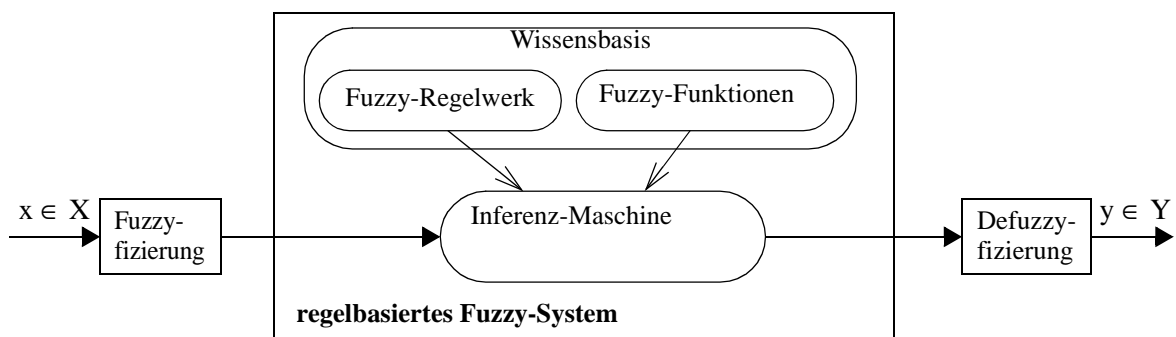 Wissensbasis
Fuzzy-Regelwerk
Fuzzy-Funktionen
x ∈ X
Fuzzy-
fizierung
Inferenz-Maschine
Defuzzy-
fizierung
y ∈ Y
regelbasiertes Fuzzy-System